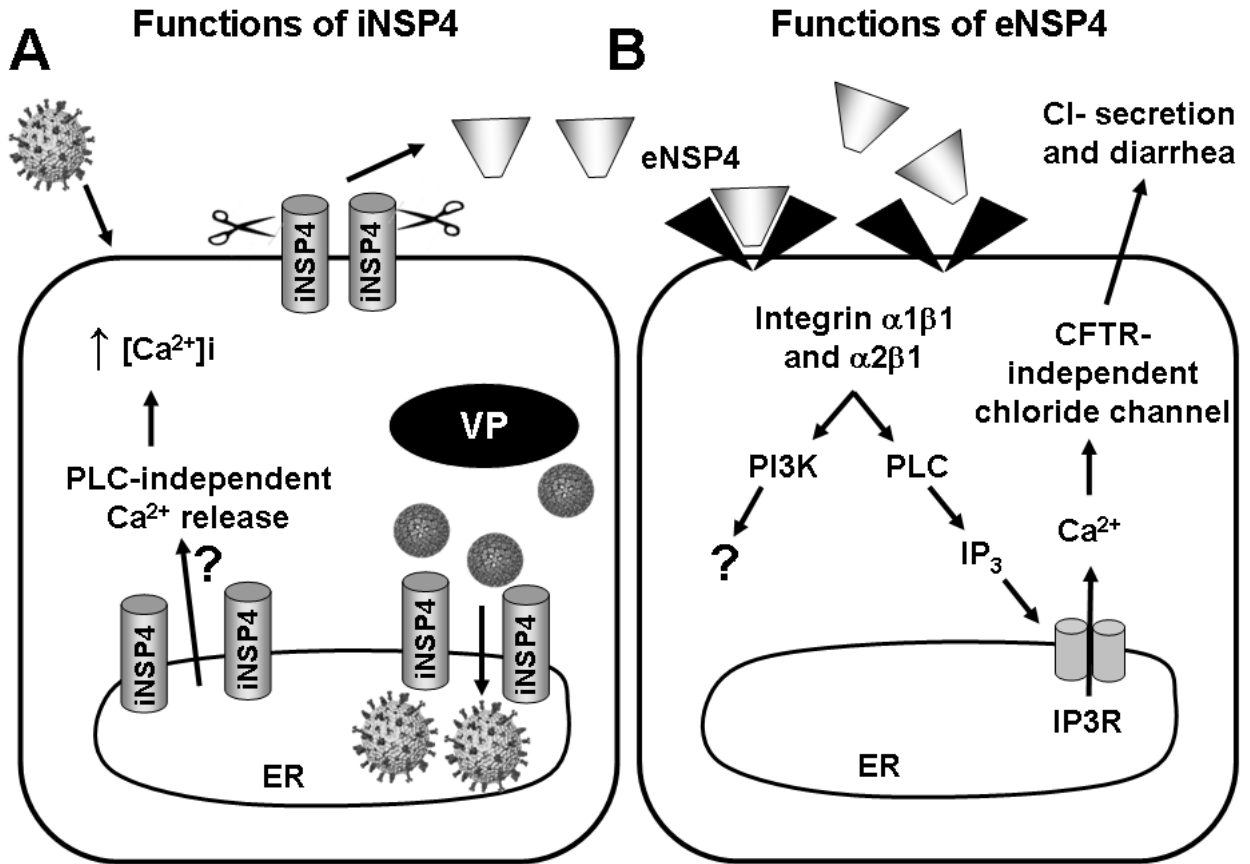 Functions of iNSP4
A
iNSP4
iNSP4
eNSP4
↑ [Ca²⁺]i
VP
PLC-independent
Ca²⁺ release
?
iNSP4
iNSP4
iNSP4
iNSP4
ER
Functions of eNSP4
B
Cl- secretion
and diarrhea
Integrin α1β1
and α2β1
CFTR-
independent
chloride channel
PI3K
PLC
?
IP₃
Ca²⁺
IP3R
ER